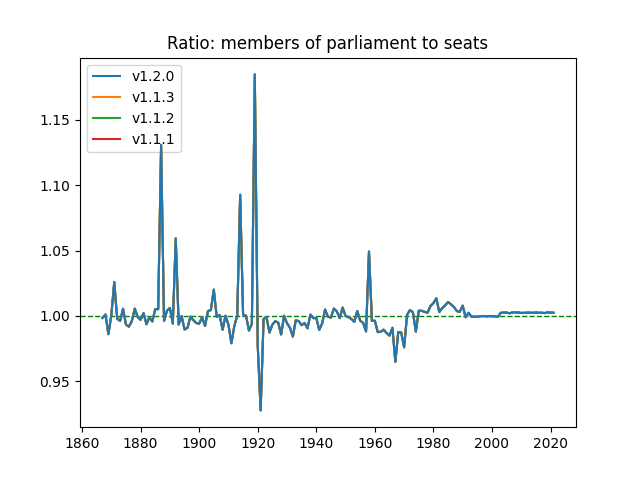 Ratio: members of parliament to seats
v1.2.0
v1.1.3
v1.1.2
v1.1.1
1.15
1.10
1.05
1.00
0.95
1860 1880 1900 1920 1940 1960 1980 2000 2020